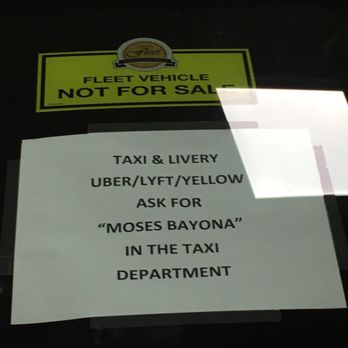 Fleet
FLEET VEHICLE
NOT FOR SALE
TAXI & LIVERY
UBER/LYFT/YELLOW
ASK FOR
“MOSES BAYONA”
IN THE TAXI
DEPARTMENT